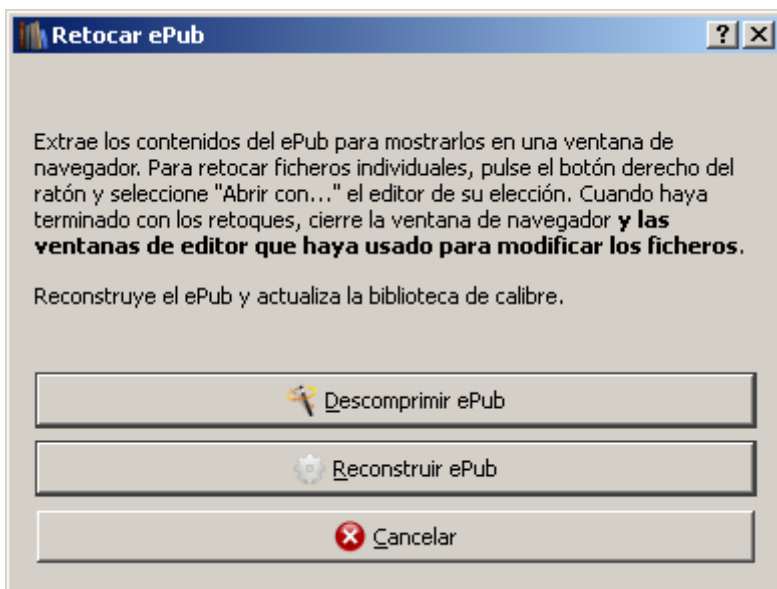 Retocar ePub
Extrae los contenidos del ePub para mostrarlos en una ventana de
navegador. Para retocar ficheros individuales, pulse el botón derecho del
ratón y seleccione "Abrir con..." el editor de su elección. Cuando haya
terminado con los retoques, cierre la ventana de navegador y las
ventanas de editor que haya usado para modificar los ficheros.
Reconstruye el ePub y actualiza la biblioteca de calibre.
Descomprimir ePub
Reconstruir ePub
Cancelar